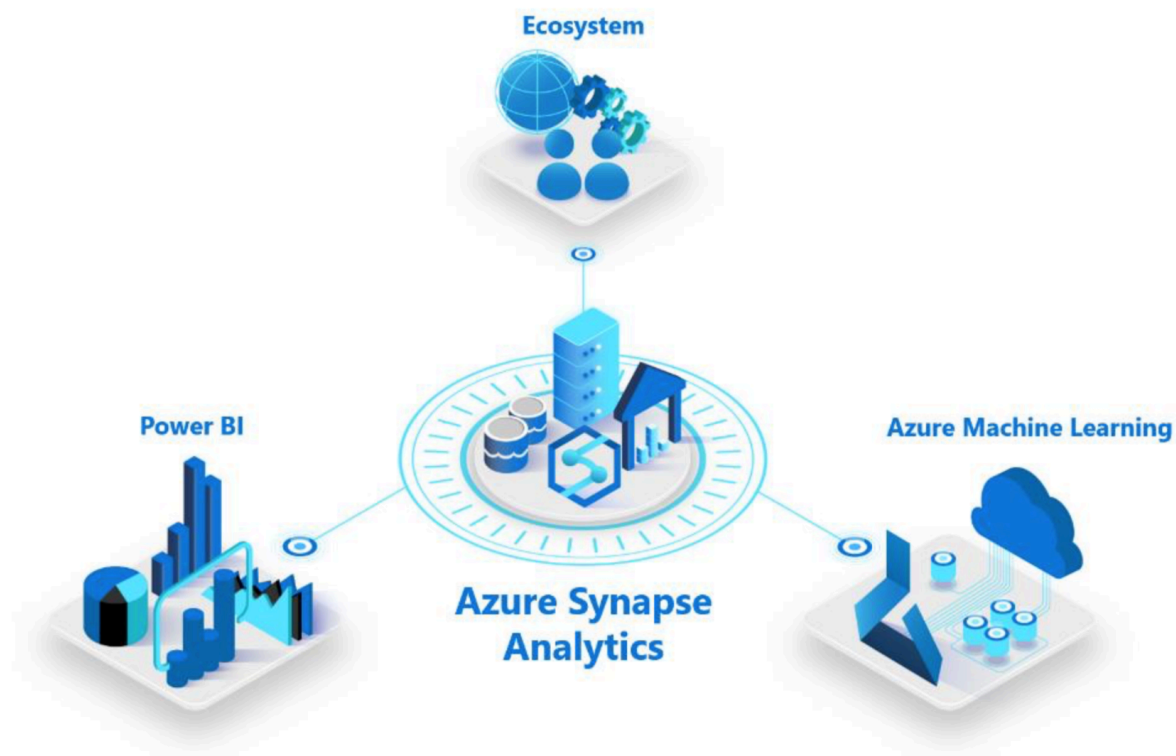 Ecosystem
Power BI
Azure Machine Learning
Azure Synapse
Analytics